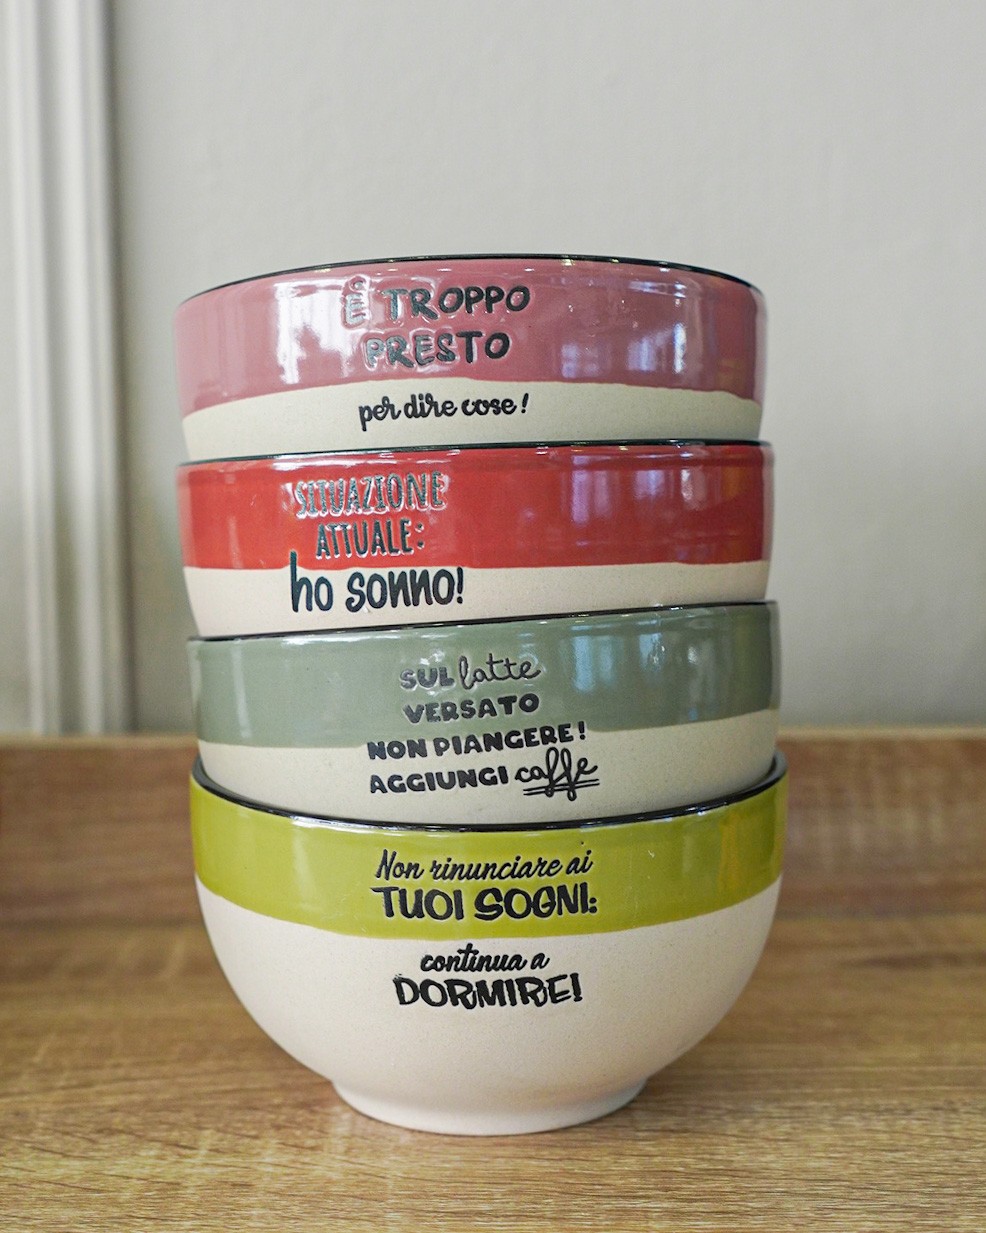 È TROPPO
PRESTO
per dire cose!
SITUAZIONE
ATTUALE:
ho sonno!
SUL latte
VERSATO
NON PIANGERE!
AGGIUNGI caffe
Non rinunciare ai
TUOI SOGNI:
continua a
DORMIRE!